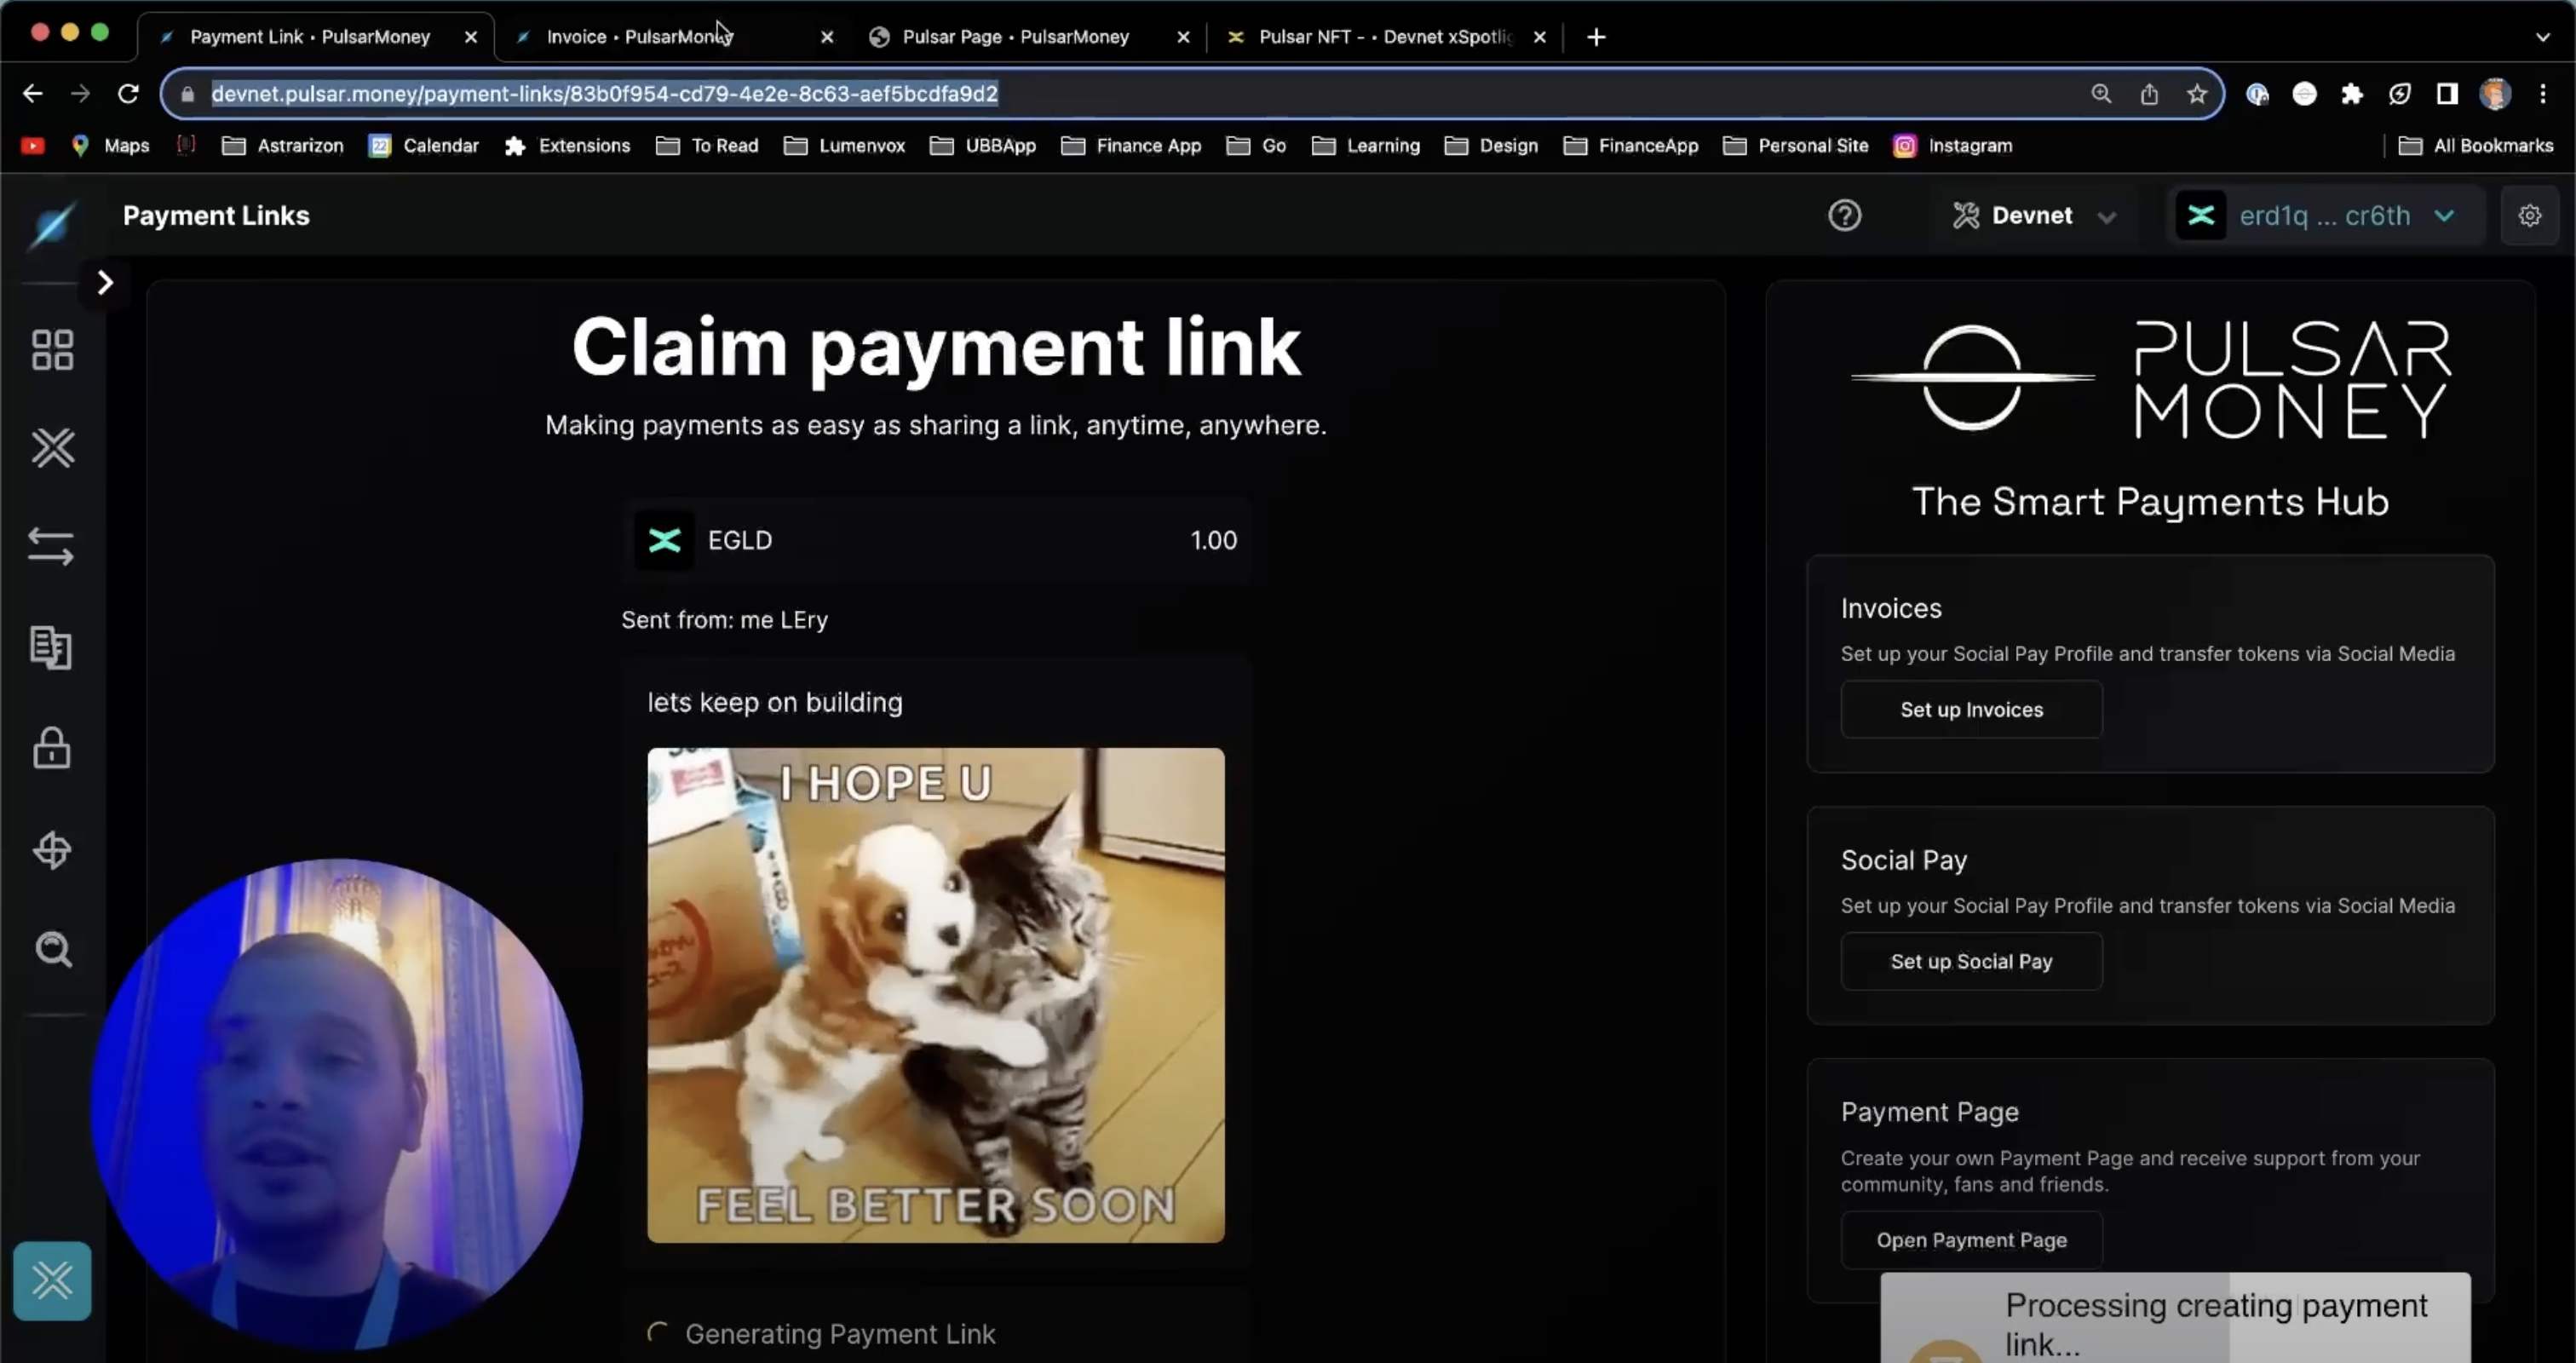 Payment Link • PulsarMoney
Invoice • PulsarMoney
Pulsar Page • PulsarMoney
Pulsar NFT - • Devnet xSpotlig
devnet.pulsar.money/payment-links/83b0f954-cd79-4e2e-8c63-aef5bcdfa9d2
Maps
Astrarizon
22
Calendar
Extensions
To Read
Lumenvox
UBBApp
Finance App
Go
Learning
Design
FinanceApp
Personal Site
Instagram
All Bookmarks
Payment Links
Devnet
erd1q ... cr6th
Claim payment link
Making payments as easy as sharing a link, anytime, anywhere.
EGLD
1.00
Sent from: me LEry
lets keep on building
I HOPE U
FEEL BETTER SOON
Generating Payment Link
PULSAR
MONEY
The Smart Payments Hub
Invoices
Set up your Social Pay Profile and transfer tokens via Social Media
Set up Invoices
Social Pay
Set up your Social Pay Profile and transfer tokens via Social Media
Set up Social Pay
Payment Page
Create your own Payment Page and receive support from your
community, fans and friends.
Open Payment Page
Processing creating payment
link...